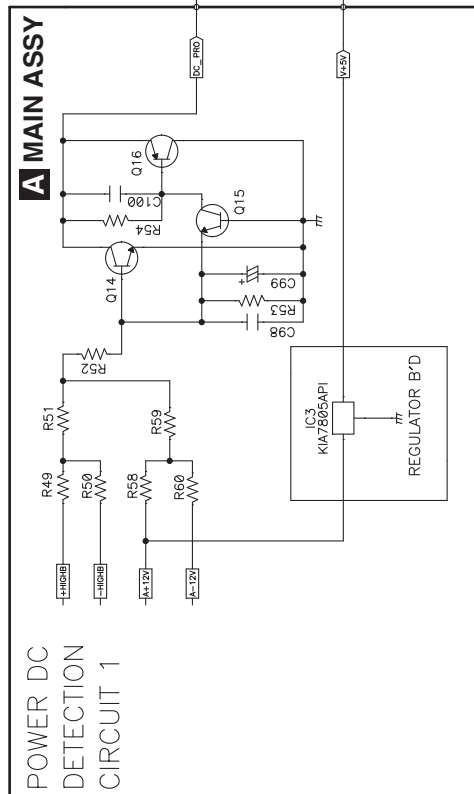 A MAIN ASSY
POWER DC
DETECTION
CIRCUIT 1
+HIGHB
-HIGHB
A+12V
A-12V
R49
R50
R58
R60
R51
R59
R52
Q14
R54
C100
Q16
Q15
C99
+
R53
C98
DC_PRO
V+5V
IC3
KIA7805API
REGULATOR B'D